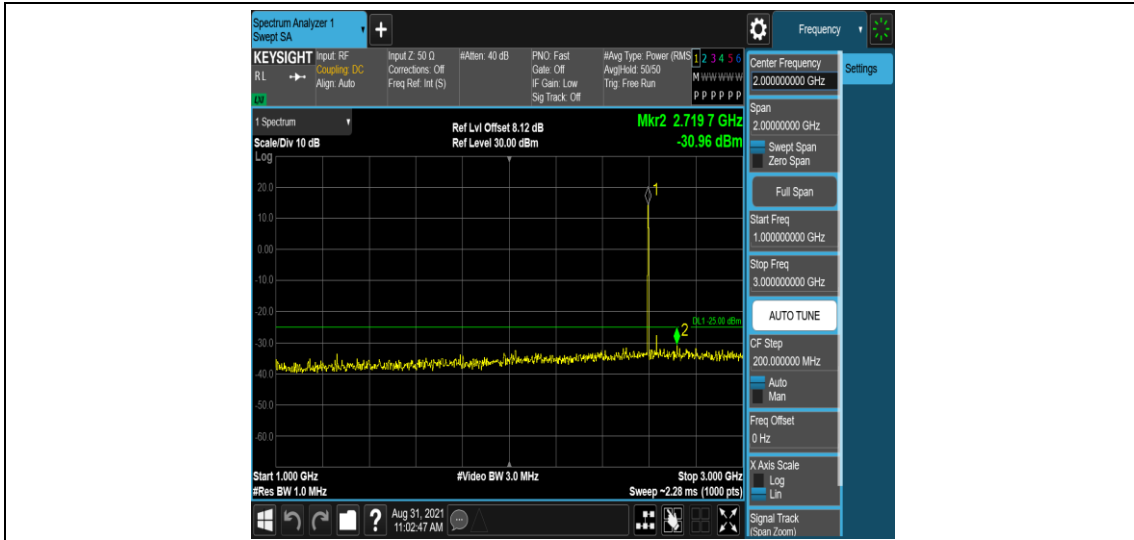 Spectrum Analyzer 1
Swept SA
+
Frequency
KEYSIGHT
RL
LXI
Input: RF
Coupling: DC
Align: Auto
Input Z: 50 Ω
Corrections: Off
Freq Ref: Int (S)
#Atten: 40 dB
PNO: Fast
Gate: Off
IF Gain: Low
Sig Track: Off
#Avg Type: Power (RMS
Avg|Hold: 50/50
Trig: Free Run
1 2 3 4 5 6
M W W W W W
P P P P P P
1 Spectrum
Scale/Div 10 dB
Log
Ref Lvl Offset 8.12 dB
Ref Level 30.00 dBm
Mkr2 2.719 7 GHz
-30.96 dBm
20.0
10.0
0.00
-10.0
-20.0
-30.0
-40.0
-50.0
-60.0
1
2
DL1 -25.00 dBm
Start 1.000 GHz
#Res BW 1.0 MHz
#Video BW 3.0 MHz
Stop 3.000 GHz
Sweep ~2.28 ms (1000 pts)
Center Frequency
2.000000000 GHz
Settings
Span
2.00000000 GHz
Swept Span
Zero Span
Full Span
Start Freq
1.000000000 GHz
Stop Freq
3.000000000 GHz
AUTO TUNE
CF Step
200.000000 MHz
Auto
Man
Freq Offset
0 Hz
X Axis Scale
Log
Lin
Signal Track
(Span Zoom)
?
Aug 31, 2021
11:02:47 AM